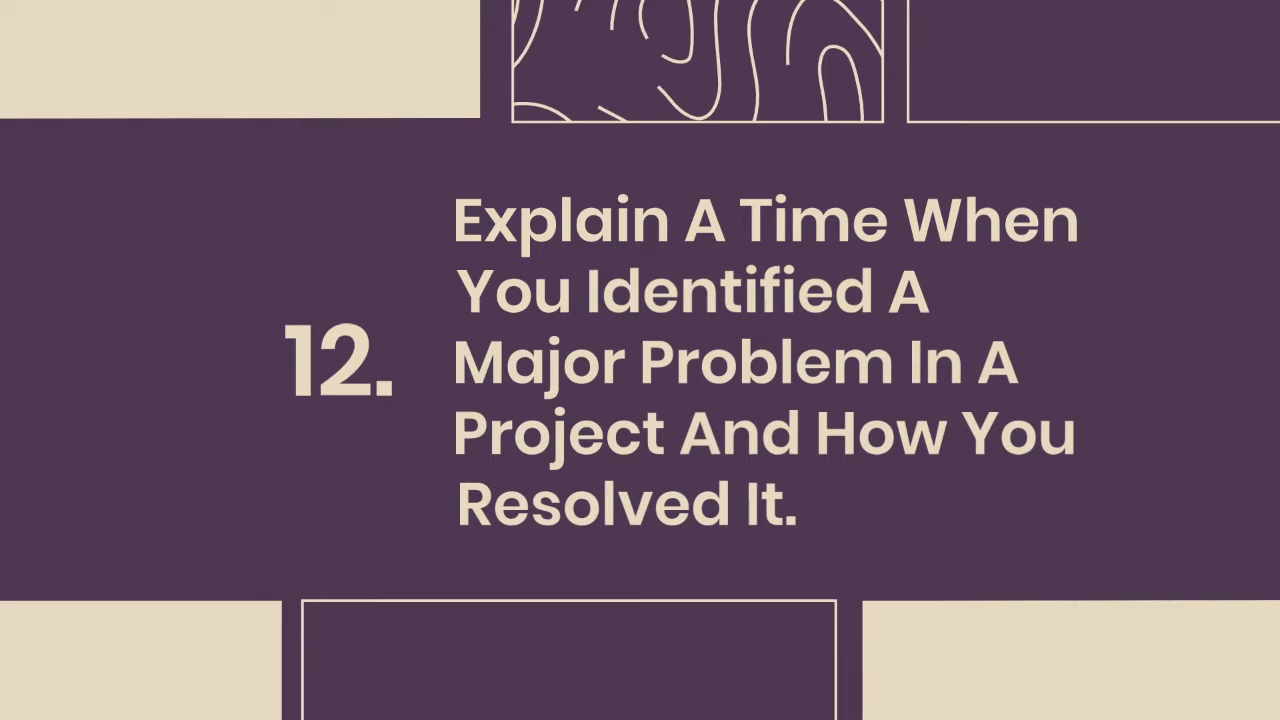 12.
Explain A Time When
You Identified A
Major Problem In A
Project And How You
Resolved It.